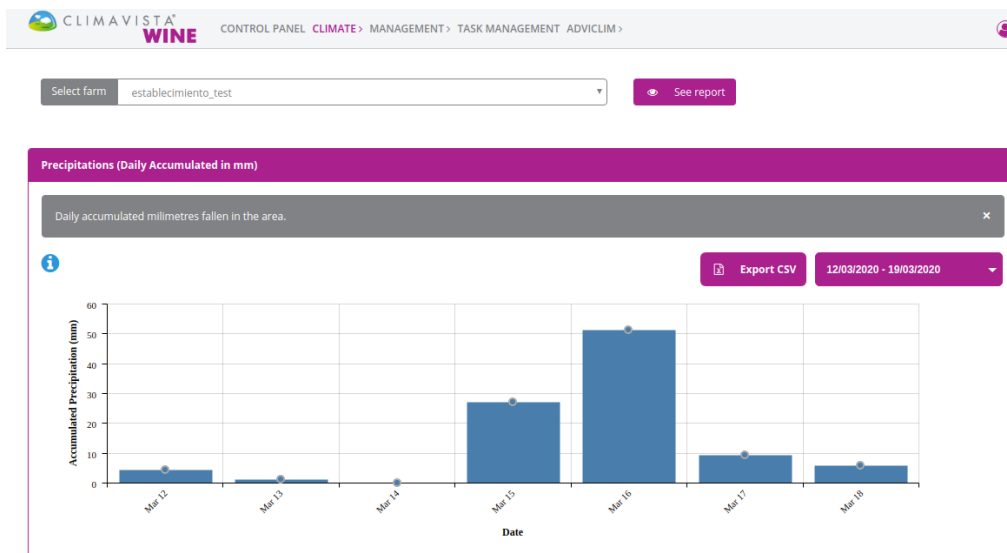 CLIMAVISTA®
WINE
CONTROL PANEL CLIMATE > MANAGEMENT > TASK MANAGEMENT ADVICLIM >
Select farm establecimiento_test See report
Precipitations (Daily Accumulated in mm)
Daily accumulated milimetres fallen in the area. ×
Export CSV 12/03/2020 - 19/03/2020
Accumulated Precipitation (mm)
60
50
40
30
20
10
0
Mar 12 Mar 13 Mar 14 Mar 15 Mar 16 Mar 17 Mar 18
Date